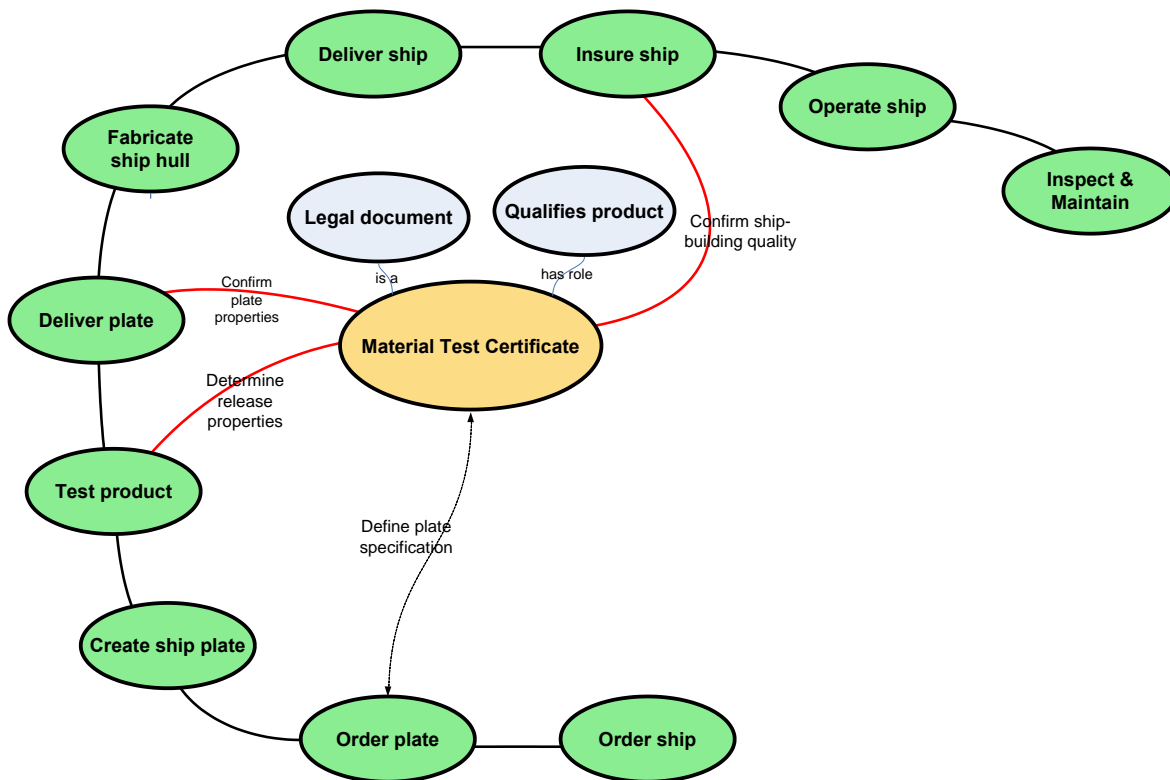 Deliver ship
Insure ship
Operate ship
Fabricate
ship hull
Inspect &
Maintain
Legal document
Qualifies product
Confirm ship-
building quality
is a
has role
Confirm
plate
properties
Deliver plate
Material Test Certificate
Determine
release
properties
Test product
Define plate
specification
Create ship plate
Order plate
Order ship